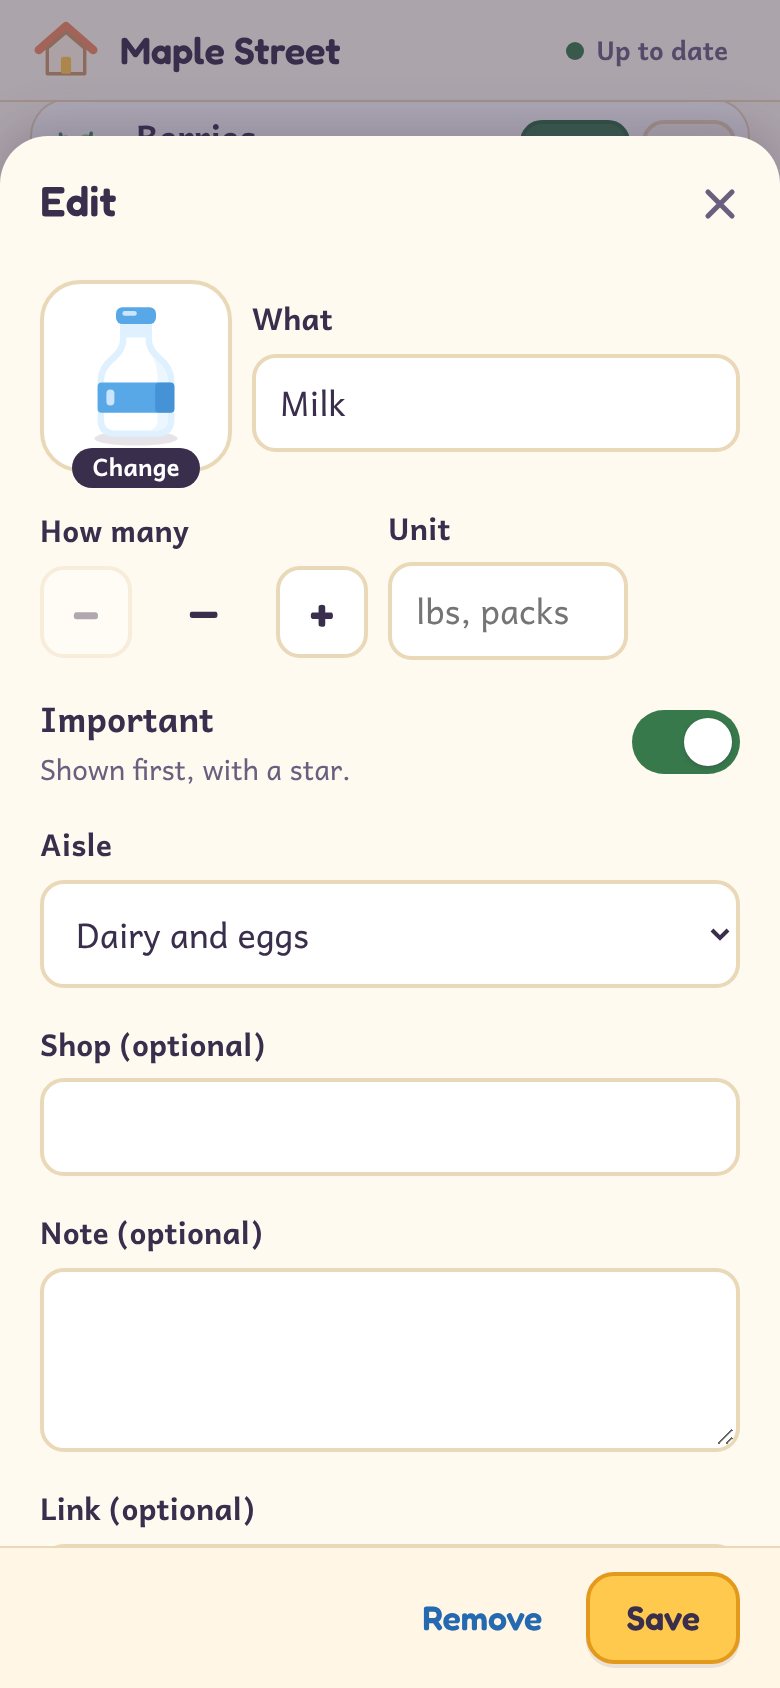 Maple Street
Up to date
Berries
Edit
What
Milk
Change
How many
Unit
lbs, packs
Important
Shown first, with a star.
Aisle
Dairy and eggs
Shop (optional)
Note (optional)
Link (optional)
Remove
Save